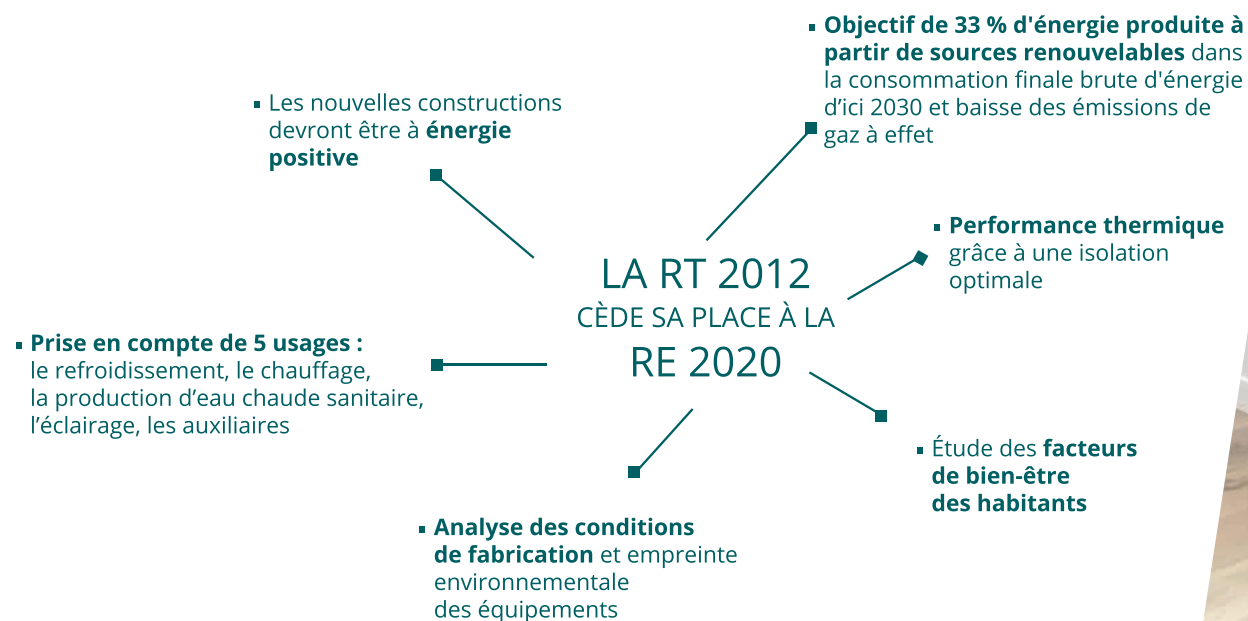 Objectif de 33 % d'énergie produite à
partir de sources renouvelables dans
la consommation finale brute d'énergie
d’ici 2030 et baisse des émissions de
gaz à effet
Les nouvelles constructions
devront être à énergie
positive
Performance thermique
grâce à une isolation
optimale
LA RT 2012
CÈDE SA PLACE À LA
RE 2020
Prise en compte de 5 usages :
le refroidissement, le chauffage,
la production d’eau chaude sanitaire,
l’éclairage, les auxiliaires
Étude des facteurs
de bien-être
des habitants
Analyse des conditions
de fabrication et empreinte
environnementale
des équipements